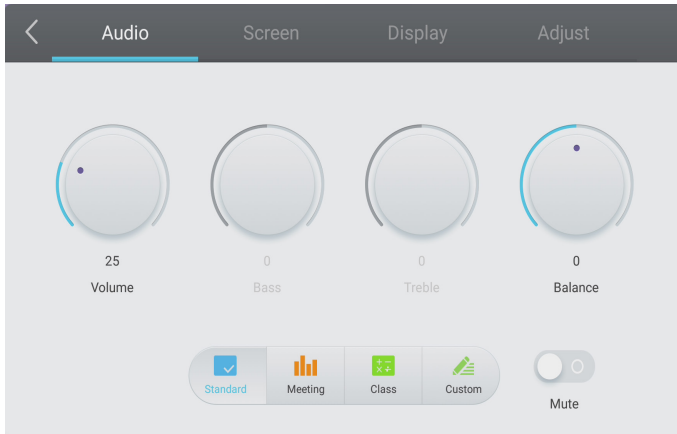 Audio Screen Display Adjust
25 0 0 0
Volume Bass Treble Balance
Standard Meeting Class Custom
Mute